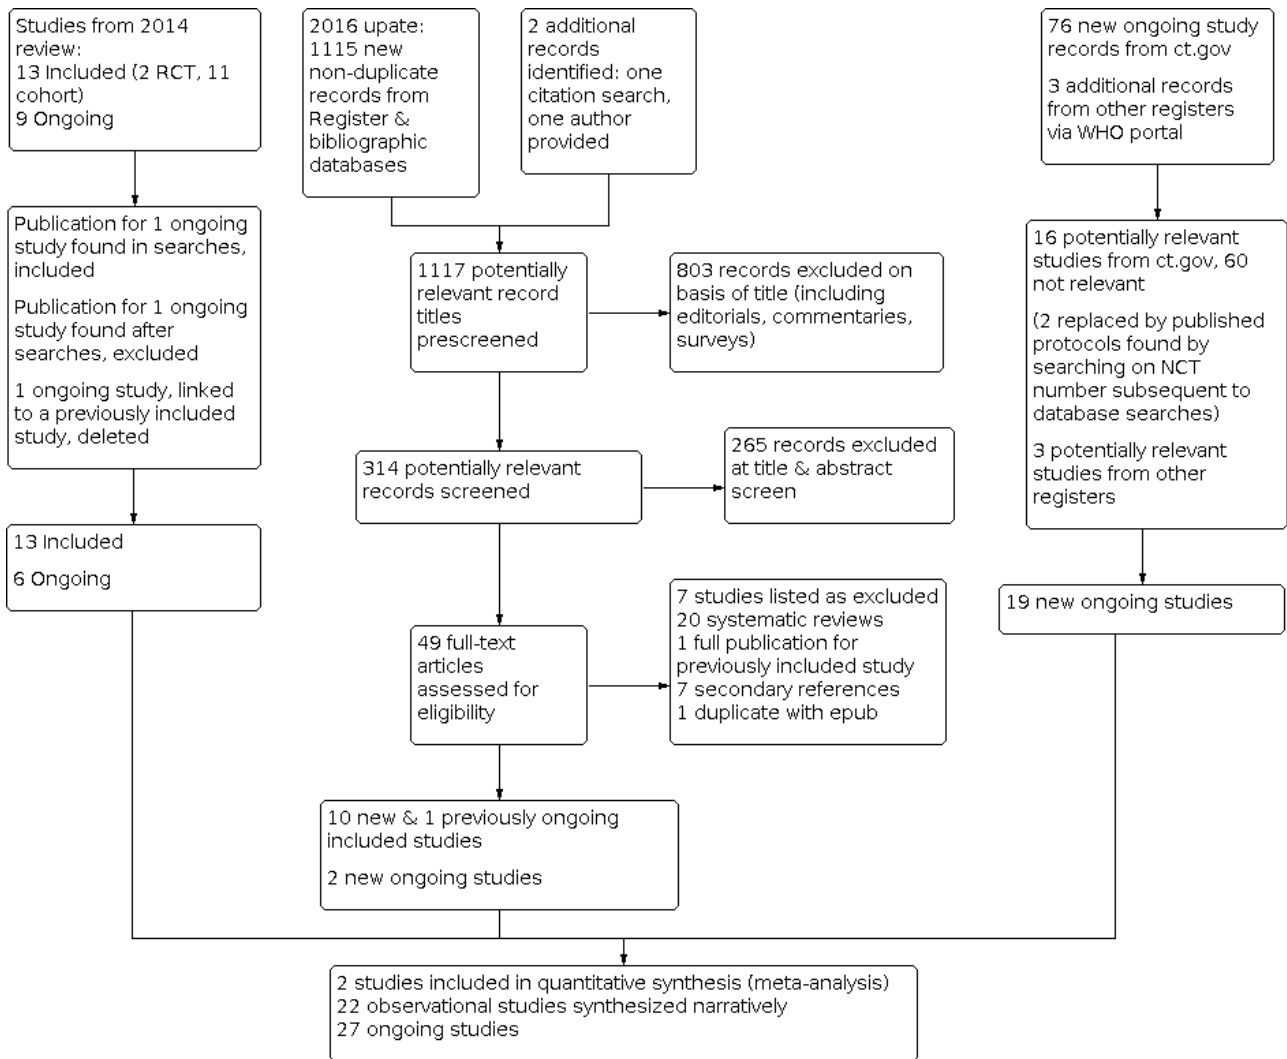 Studies from 2014
review:
13 Included (2 RCT, 11
cohort)
9 Ongoing
2016 upate:
1115 new
non-duplicate
records from
Register &
bibliographic
databases
2 additional
records
identified: one
citation search,
one author
provided
76 new ongoing study
records from ct.gov
3 additional records
from other registers
via WHO portal
Publication for 1 ongoing
study found in searches,
included
Publication for 1 ongoing
study found after
searches, excluded
1 ongoing study, linked
to a previously included
study, deleted
1117 potentially
relevant record
titles
prescreened
803 records excluded on
basis of title (including
editorials, commentaries,
surveys)
16 potentially relevant
studies from ct.gov, 60
not relevant
(2 replaced by published
protocols found by
searching on NCT
number subsequent to
database searches)
3 potentially relevant
studies from other
registers
314 potentially relevant
records screened
265 records excluded
at title & abstract
screen
13 Included
6 Ongoing
49 full-text
articles
assessed for
eligibility
7 studies listed as excluded
20 systematic reviews
1 full publication for
previously included study
7 secondary references
1 duplicate with epub
19 new ongoing studies
10 new & 1 previously ongoing
included studies
2 new ongoing studies
2 studies included in quantitative synthesis (meta-analysis)
22 observational studies synthesized narratively
27 ongoing studies